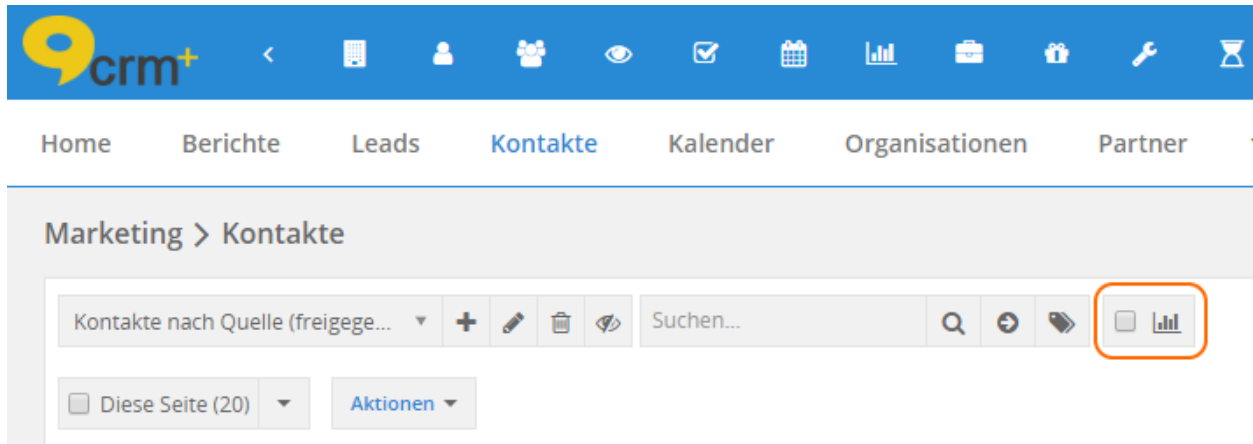 crm+
Home Berichte Leads Kontakte Kalender Organisationen Partner
Marketing > Kontakte
Kontakte nach Quelle (freigege... Suchen...
Diese Seite (20) Aktionen